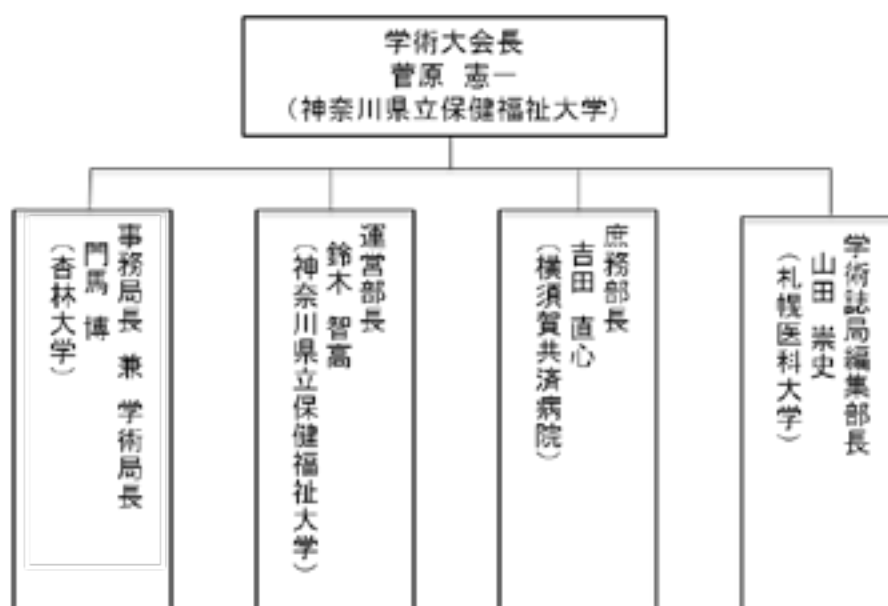 学術大会長
菅原 憲一
（神奈川県立保健福祉大学）
事務局長 兼 学術局長
門馬 博
（杏林大学）
運営部長
鈴木 智高
（神奈川県立保健福祉大学）
庶務部長
吉田 直心
（横須賀共済病院）
学術誌局編集部長
山田 崇史
（札幌医科大学）